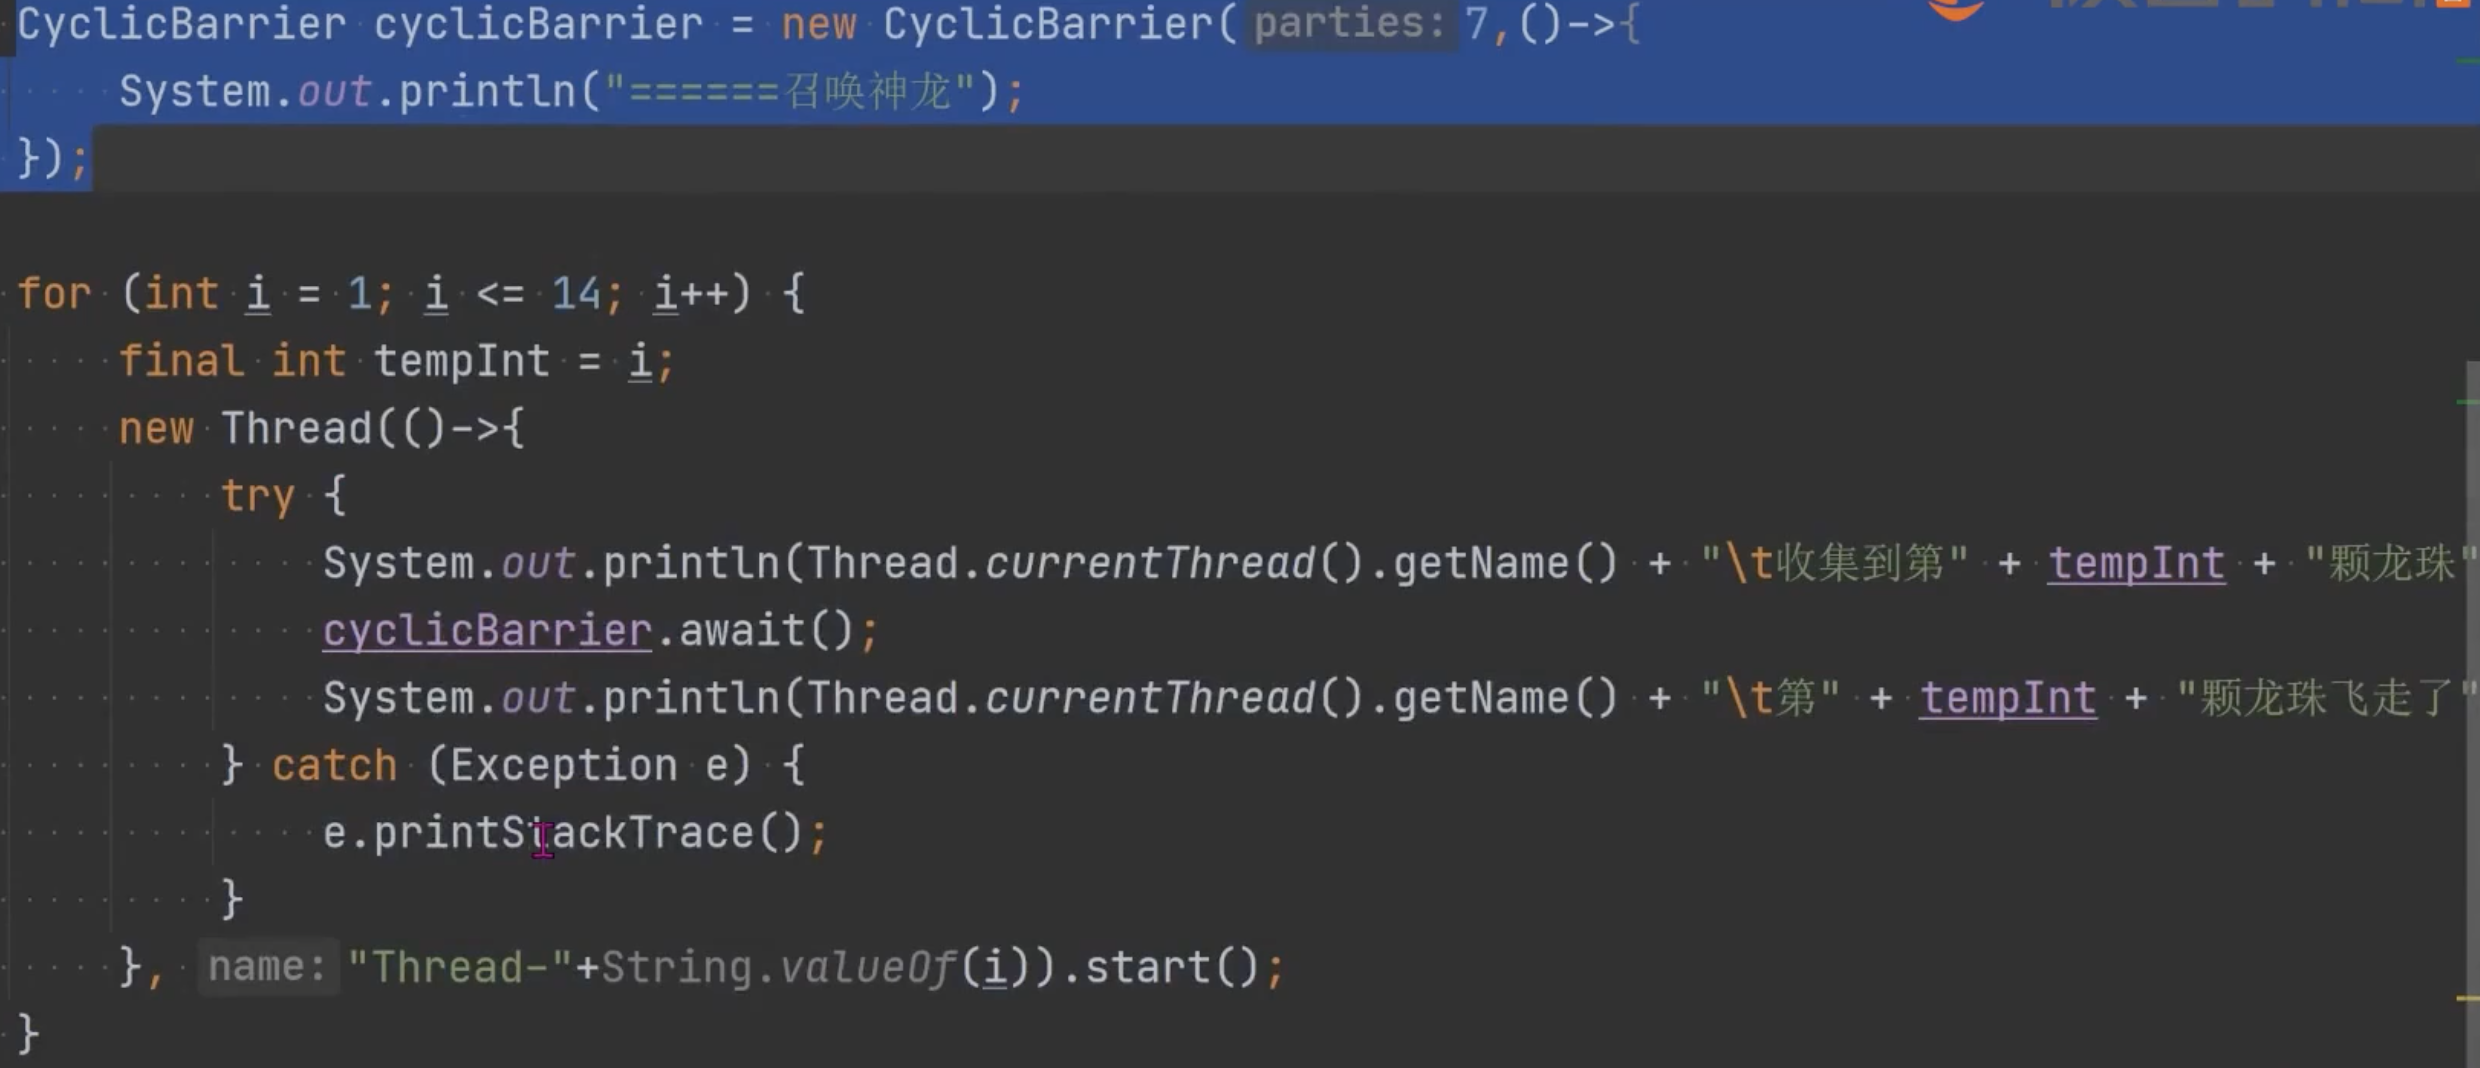 CyclicBarrier cyclicBarrier = new CyclicBarrier( parties: 7,()->{
System.out.println("======召唤神龙");
});
for (int i = 1; i <= 14; i++) {
final int tempInt = i;
new Thread(()->{
try {
System.out.println(Thread.currentThread().getName() + "\t收集到第" + tempInt + "颗龙珠"
cyclicBarrier.await();
System.out.println(Thread.currentThread().getName() + "\t第" + tempInt + "颗龙珠飞走了"
} catch (Exception e) {
e.printStackTrace();
}
}, name: "Thread-"+String.valueOf(i)).start();
}